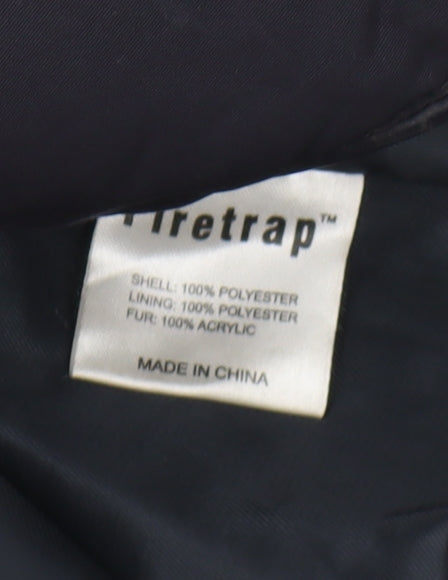 Firetrap™
SHELL: 100% POLYESTER
LINING: 100% POLYESTER
FUR: 100% ACRYLIC
MADE IN CHINA